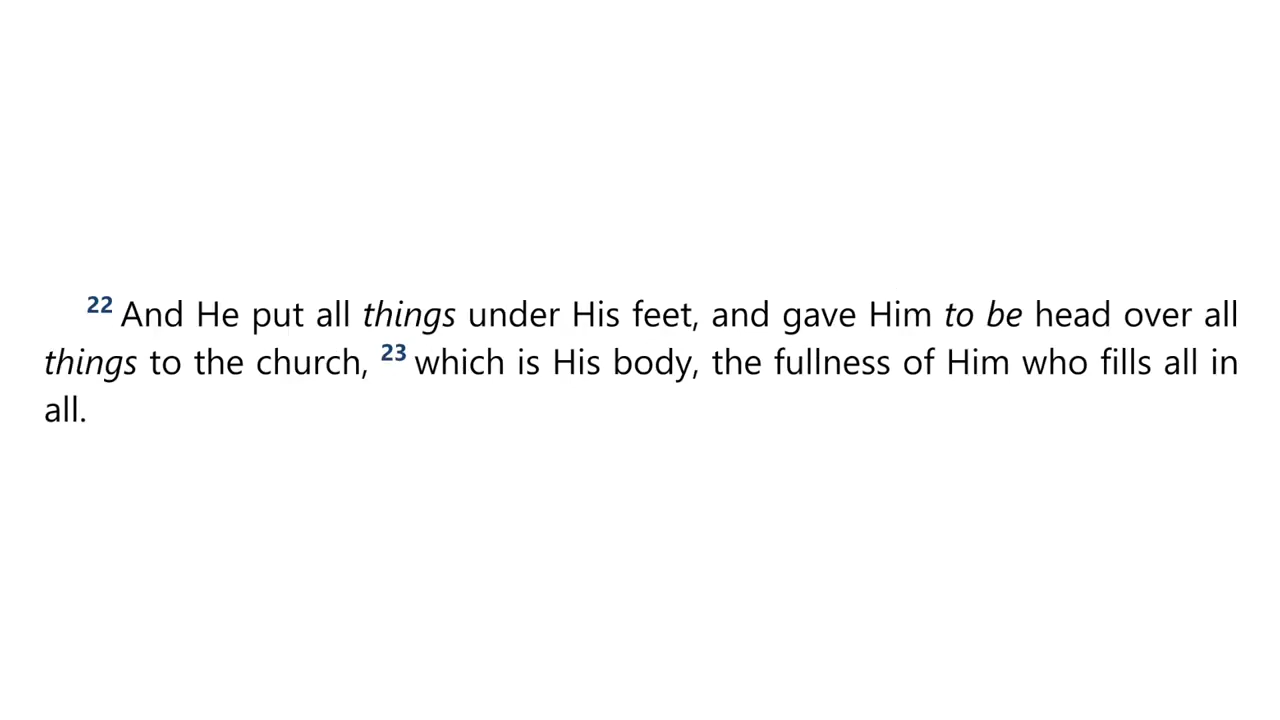 22 And He put all things under His feet, and gave Him to be head over all
things to the church, 23 which is His body, the fullness of Him who fills all in
all.